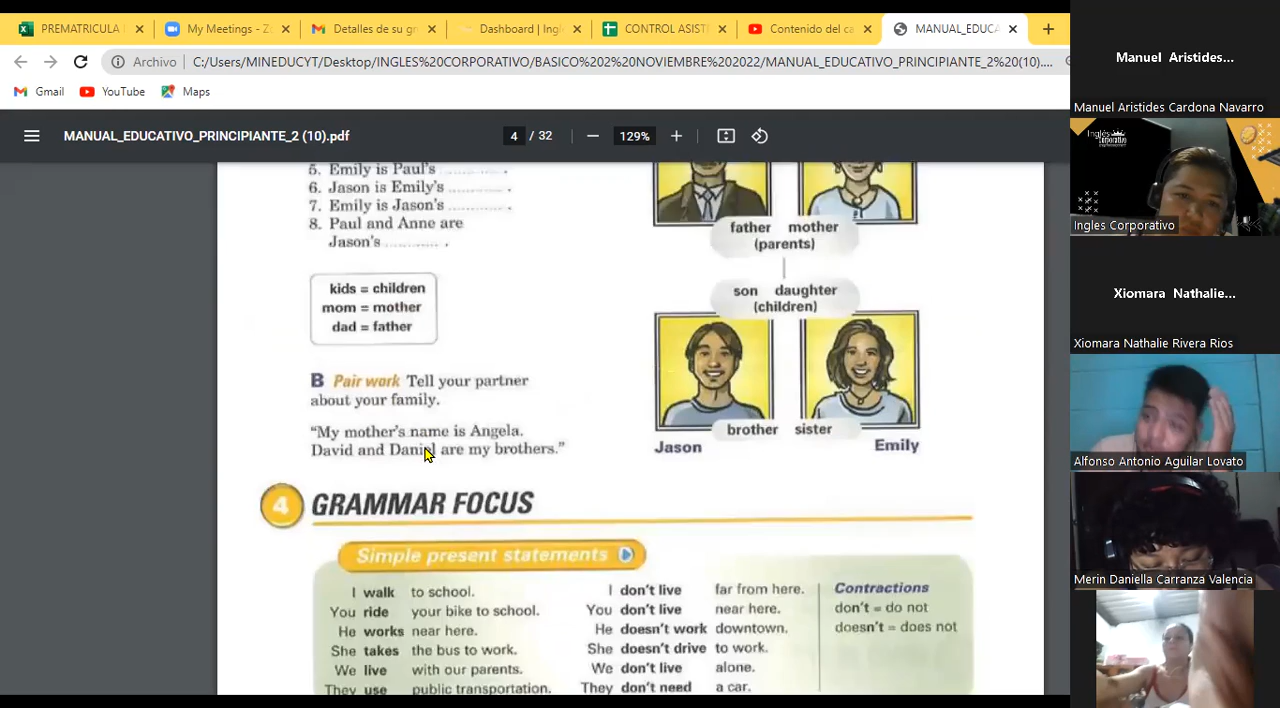 PREMATRICULA
My Meetings - Zo
Detalles de su gr
Dashboard | Ingl
CONTROL ASIST
Contenido del ca
MANUAL_EDUCA
Archivo
C:/Users/MINEDUCYT/Desktop/INGLES%20CORPORATIVO/BASICO%202%20NOVIEMBRE%202022/MANUAL_EDUCATIVO_PRINCIPIANTE_2%20(10)....
Gmail
YouTube
Maps
MANUAL_EDUCATIVO_PRINCIPIANTE_2 (10).pdf
4 / 32
129%
5. Emily is Paul's ............ .
6. Jason is Emily's ............ .
7. Emily is Jason's ............ .
8. Paul and Anne are
Jason's ............ .
kids = children
mom = mother
dad = father
B Pair work Tell your partner
about your family.
"My mother's name is Angela.
David and Daniel are my brothers."
father mother
(parents)
son daughter
(children)
brother sister
Jason
Emily
4 GRAMMAR FOCUS
Simple present statements
I walk to school.
You ride your bike to school.
He works near here.
She takes the bus to work.
We live with our parents.
They use public transportation.
I don't live far from here.
You don't live near here.
He doesn't work downtown.
She doesn't drive to work.
We don't live alone.
They don't need a car.
Contractions
don't = do not
doesn't = does not
Manuel Aristides...
Manuel Aristides Cardona Navarro
Inglés
Corporativo
Ingles Corporativo
Xiomara Nathalie...
Xiomara Nathalie Rivera Rios
Alfonso Antonio Aguilar Lovato
Merin Daniella Carranza Valencia